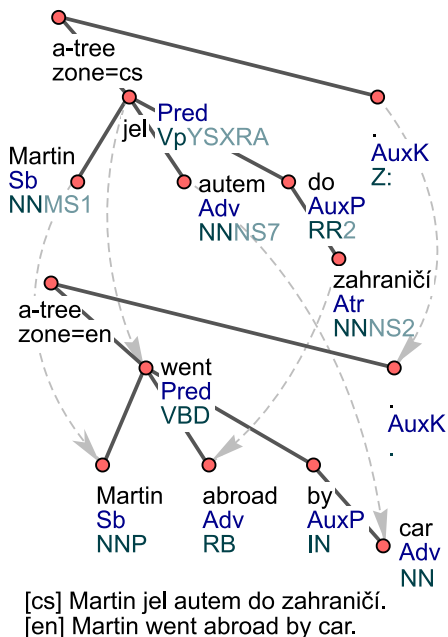 a-tree
zone=cs
jel
Pred
VpYSXRA
.
AuxK
Z:
Martin
Sb
NNMS1
autem
Adv
NNNS7
do
AuxP
RR2
zahraničí
Atr
NNNS2
a-tree
zone=en
went
Pred
VBD
.
AuxK
.
Martin
Sb
NNP
abroad
Adv
RB
by
AuxP
IN
car
Adv
NN
[cs] Martin jel autem do zahraničí.
[en] Martin went abroad by car.